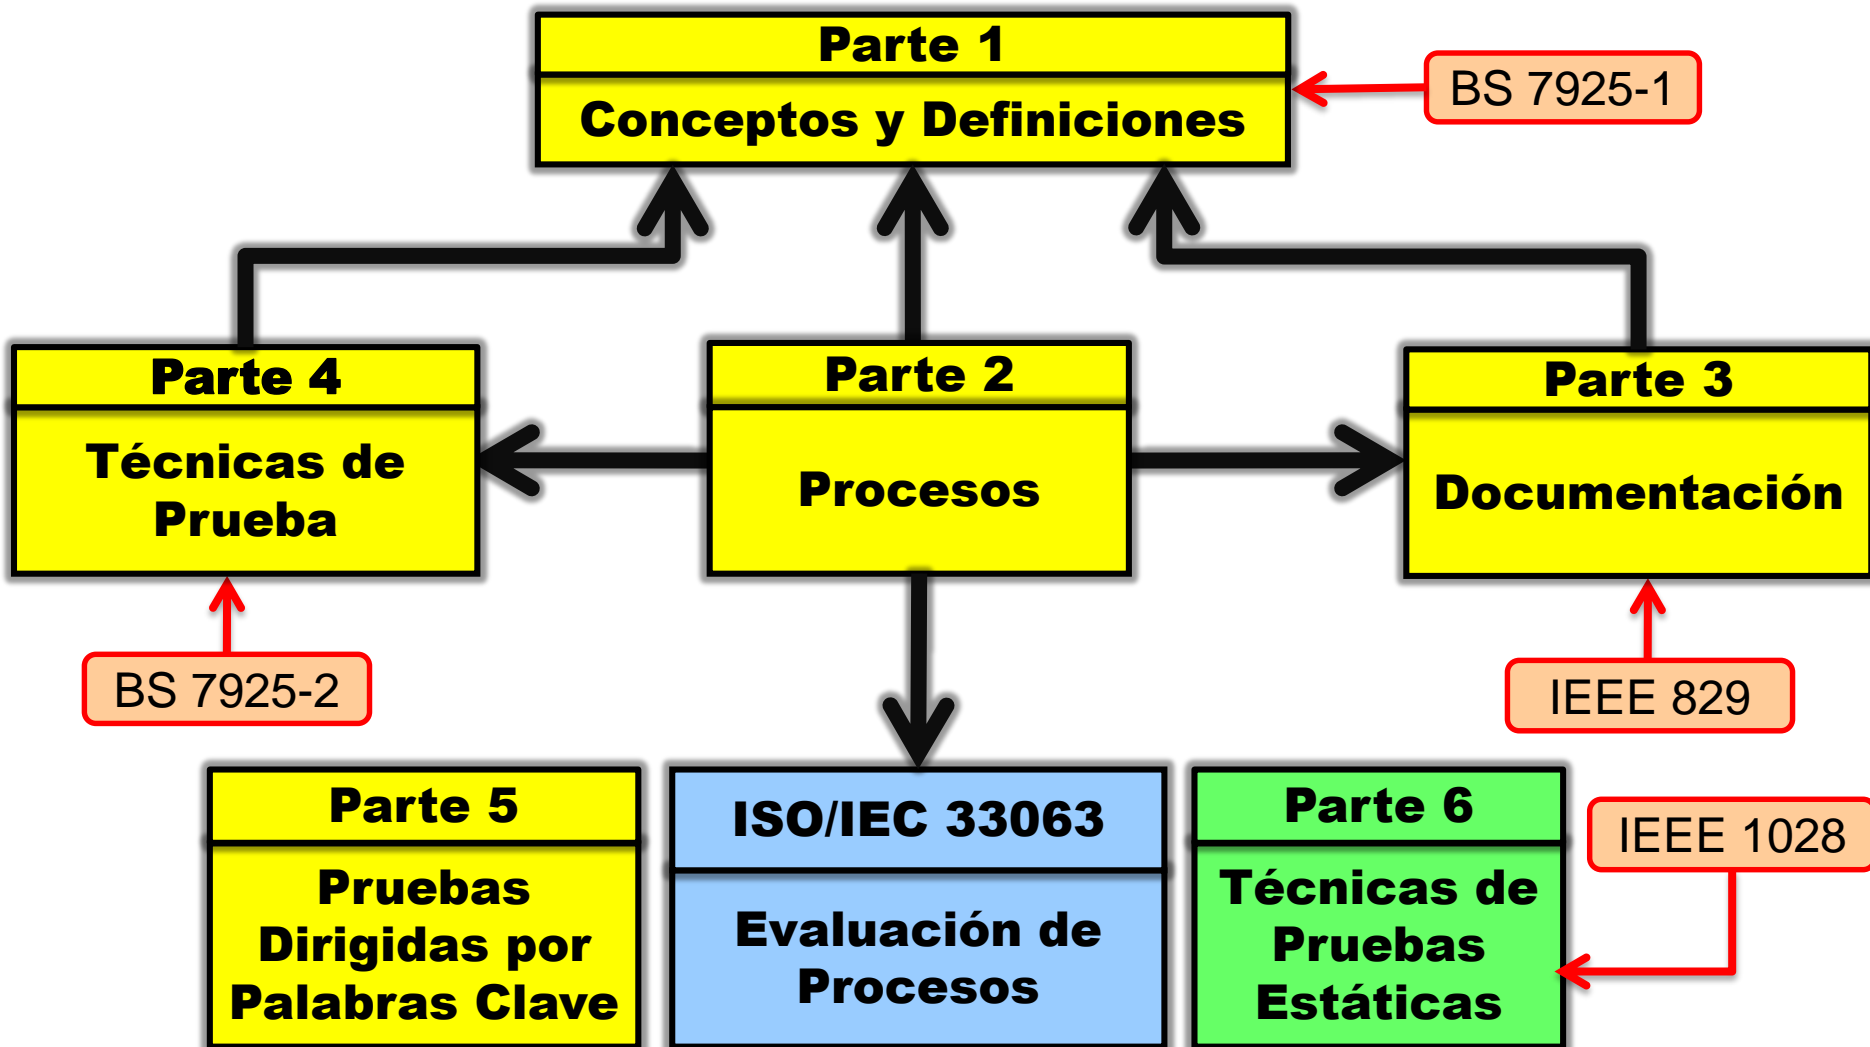 Parte 1
Conceptos y Definiciones
BS 7925-1
Parte 4
Técnicas de
Prueba
Parte 2
Procesos
Parte 3
Documentación
BS 7925-2
IEEE 829
Parte 5
Pruebas
Dirigidas por
Palabras Clave
ISO/IEC 33063
Evaluación de
Procesos
Parte 6
Técnicas de
Pruebas
Estáticas
IEEE 1028